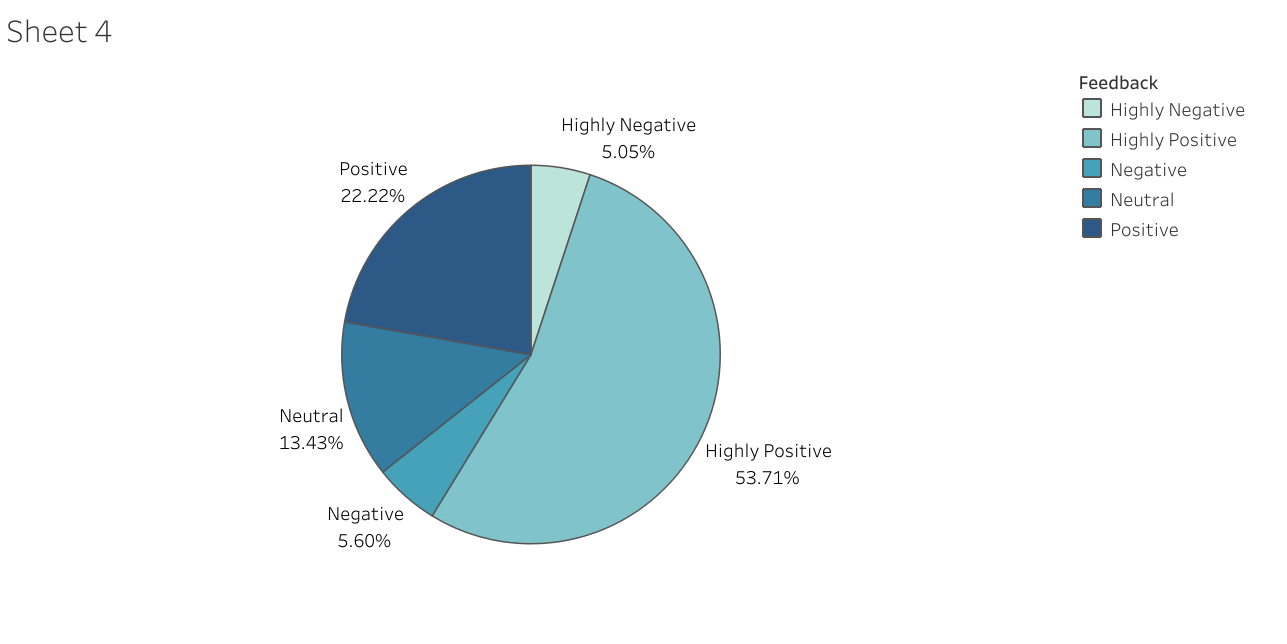 Sheet 4
Feedback
Highly Negative
Highly Positive
Negative
Neutral
Positive
Highly Negative
5.05%
Positive
22.22%
Neutral
13.43%
Highly Positive
53.71%
Negative
5.60%